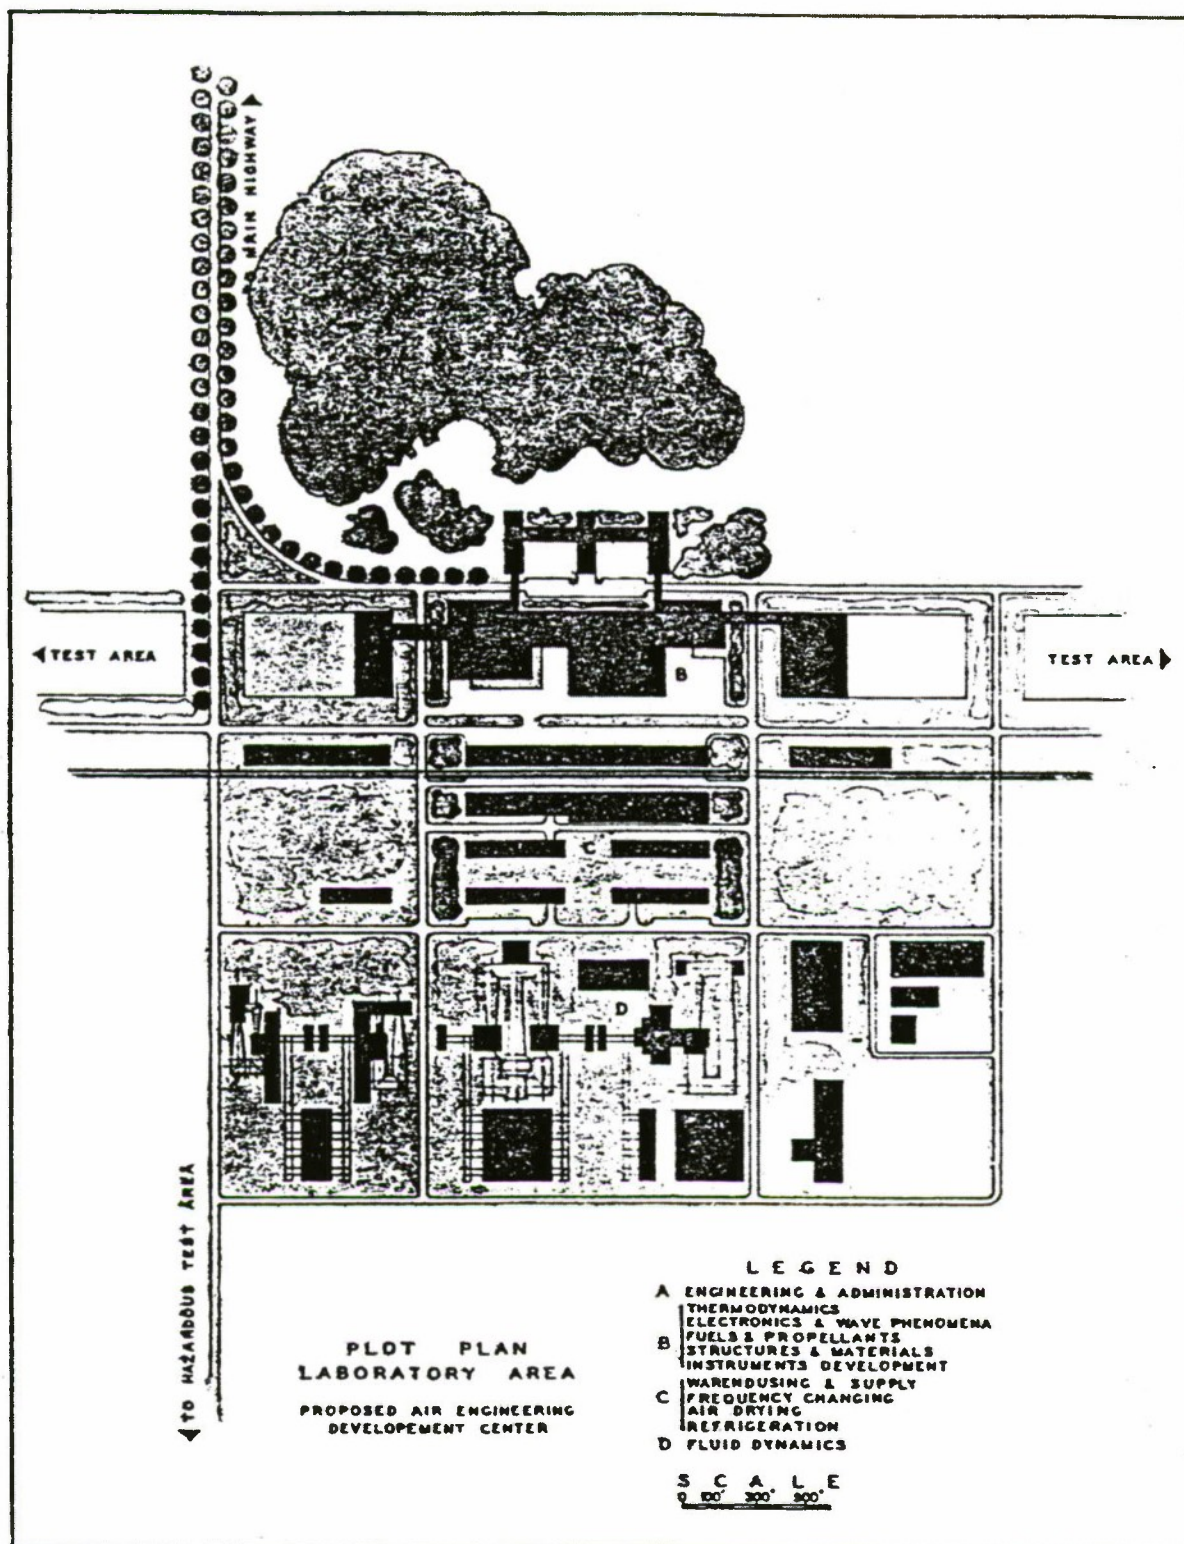 MAIN HIGHWAY
TEST AREA
TEST AREA
B
C
D
TO HAZARDOUS TEST AREA
PLOT PLAN
LABORATORY AREA
PROPOSED AIR ENGINEERING
DEVELOPEMENT CENTER
LEGEND
A ENGINEERING & ADMINISTRATION
THERMODYNAMICS
ELECTRONICS & WAVE PHENOMENA
B FUELS & PROPELLANTS
STRUCTURES & MATERIALS
INSTRUMENTS DEVELOPMENT
WAREHOUSING & SUPPLY
C FREQUENCY CHANGING
AIR DRYING
REFRIGERATION
D FLUID DYNAMICS
SCALE
0 100'